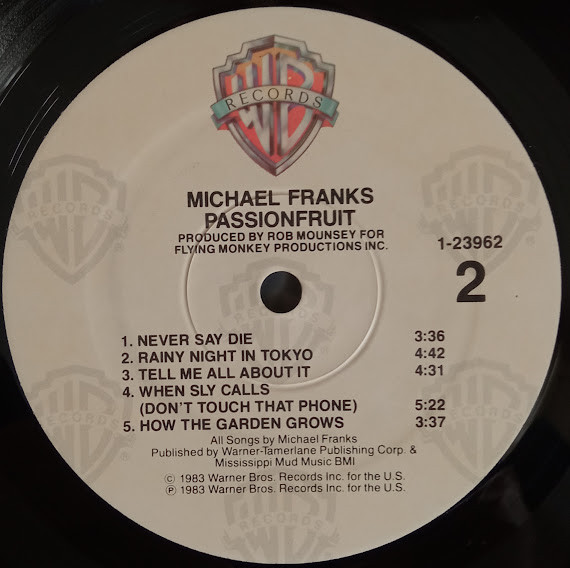 WB
RECORDS
MICHAEL FRANKS
PASSIONFRUIT
PRODUCED BY ROB MOUNSEY FOR
FLYING MONKEY PRODUCTIONS INC.
1-23962
2
1. NEVER SAY DIE 3:36
2. RAINY NIGHT IN TOKYO 4:42
3. TELL ME ALL ABOUT IT 4:31
4. WHEN SLY CALLS
(DON'T TOUCH THAT PHONE) 5:22
5. HOW THE GARDEN GROWS 3:37
All Songs by Michael Franks
Published by Warner-Tamerlane Publishing Corp. &
Mississippi Mud Music BMI
© 1983 Warner Bros. Records Inc. for the U.S.
℗ 1983 Warner Bros. Records Inc. for the U.S.